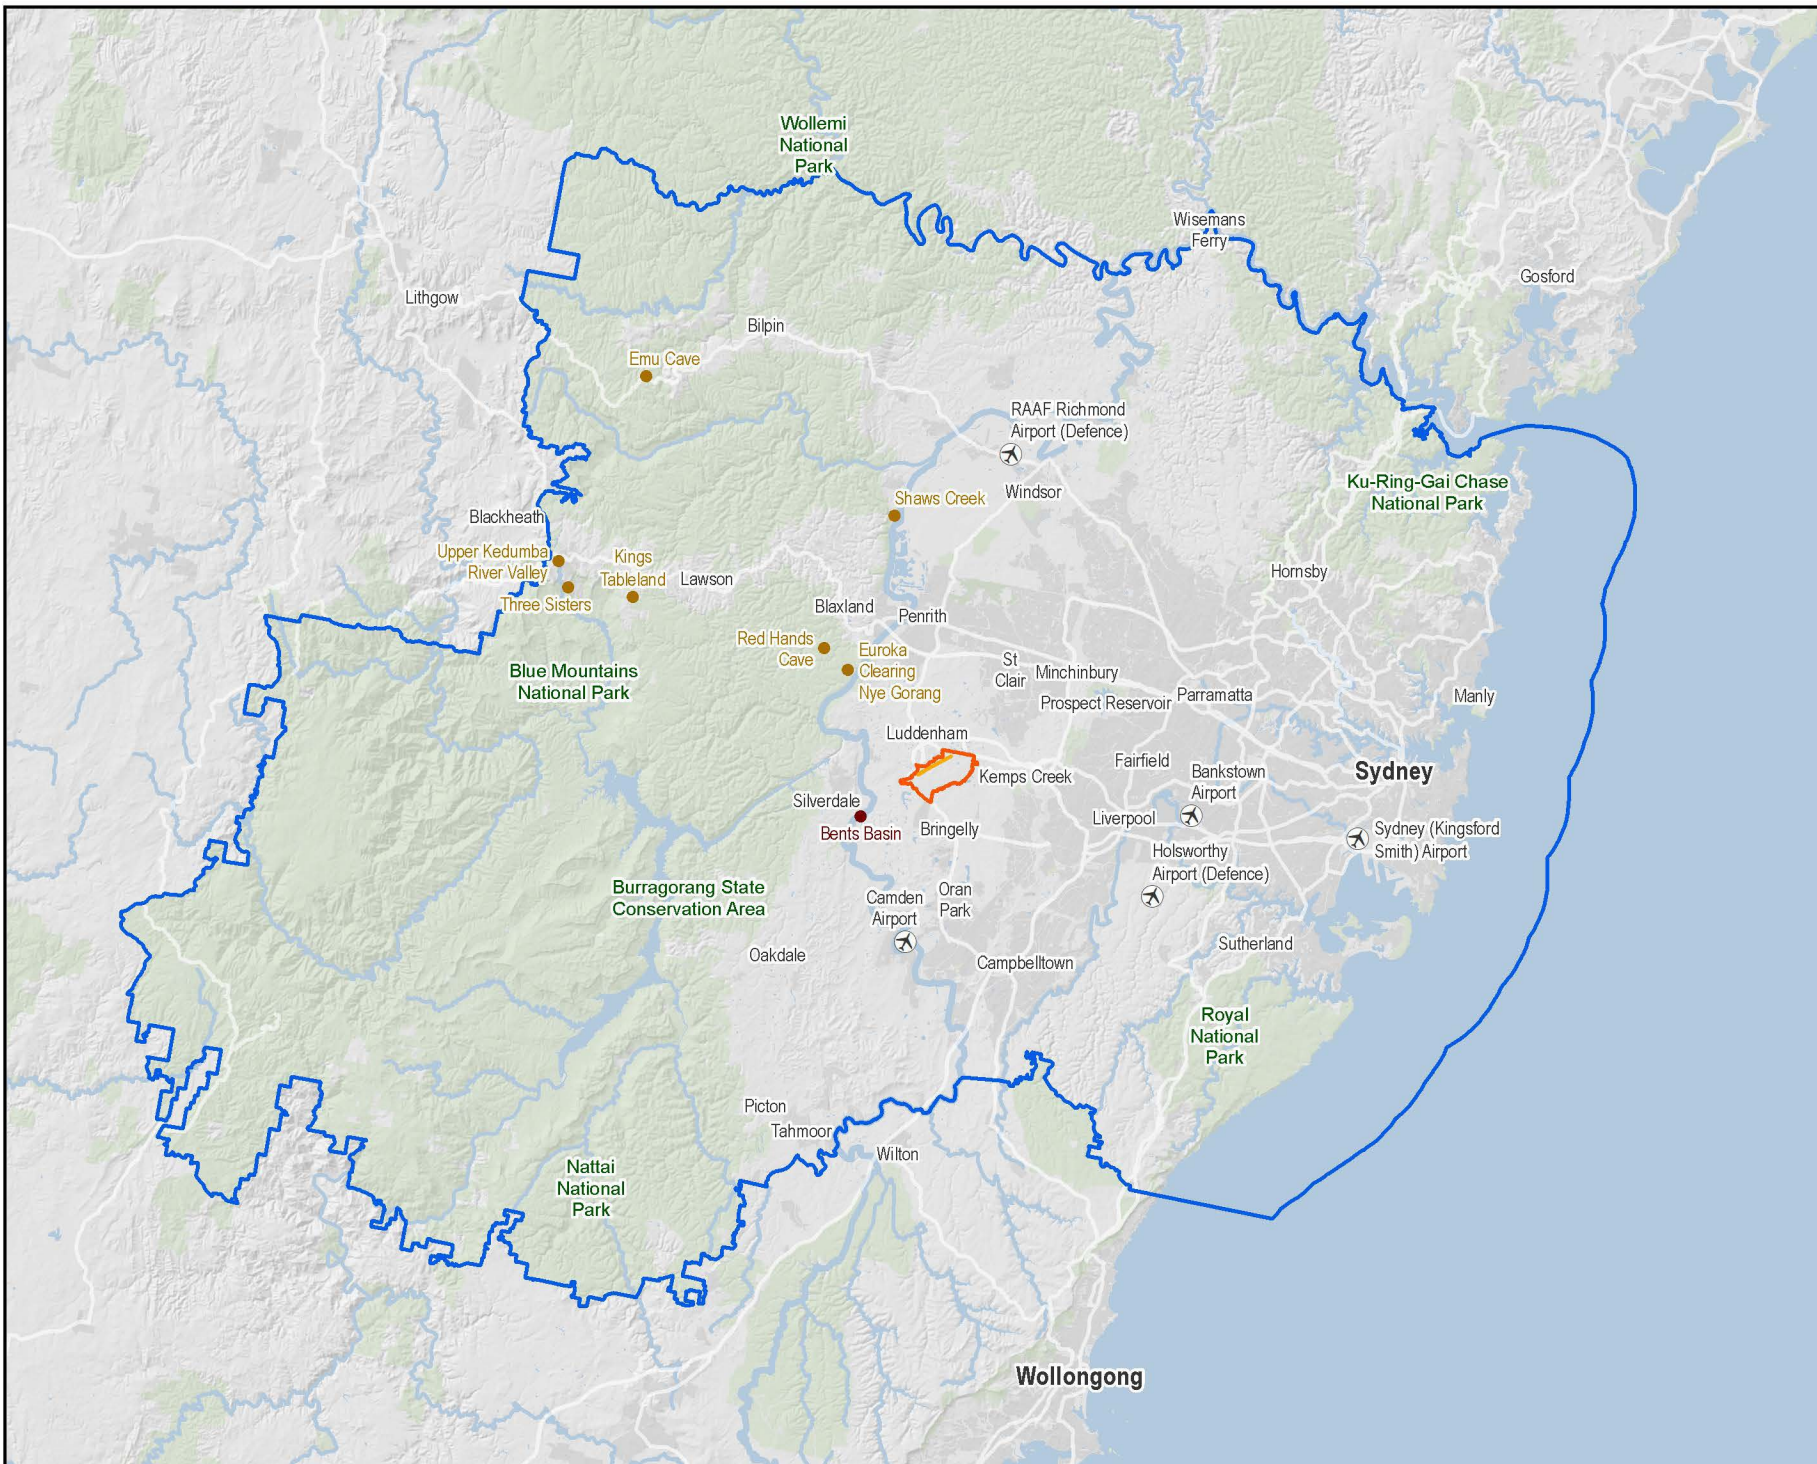 Wollemi
National
Park
Wisemans
Ferry
Gosford
Lithgow
Bilpin
Emu Cave
RAAF Richmond
Airport (Defence)
Ku-Ring-Gai Chase
National Park
Shaws Creek
Windsor
Blackheath
Upper Kedumba
River Valley
Kings
Tableland
Lawson
Three Sisters
Hornsby
Blaxland
Penrith
Red Hands
Cave
Euroka
Clearing
Nye Gorang
Blue Mountains
National Park
St
Clair
Minchinbury
Prospect Reservoir
Parramatta
Manly
Luddenham
Kemps Creek
Fairfield
Bankstown
Airport
Sydney
Silverdale
Bents Basin
Bringelly
Liverpool
Sydney (Kingsford
Smith) Airport
Holsworthy
Airport (Defence)
Burragorang State
Conservation Area
Camden
Airport
Oran
Park
Oakdale
Campbelltown
Sutherland
Royal
National
Park
Picton
Tahmoor
Wilton
Nattai
National
Park
Wollongong